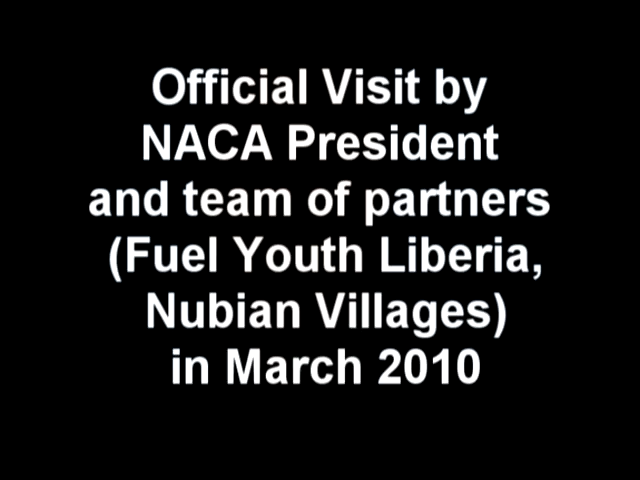 Official Visit by
NACA President
and team of partners
(Fuel Youth Liberia,
Nubian Villages)
in March 2010